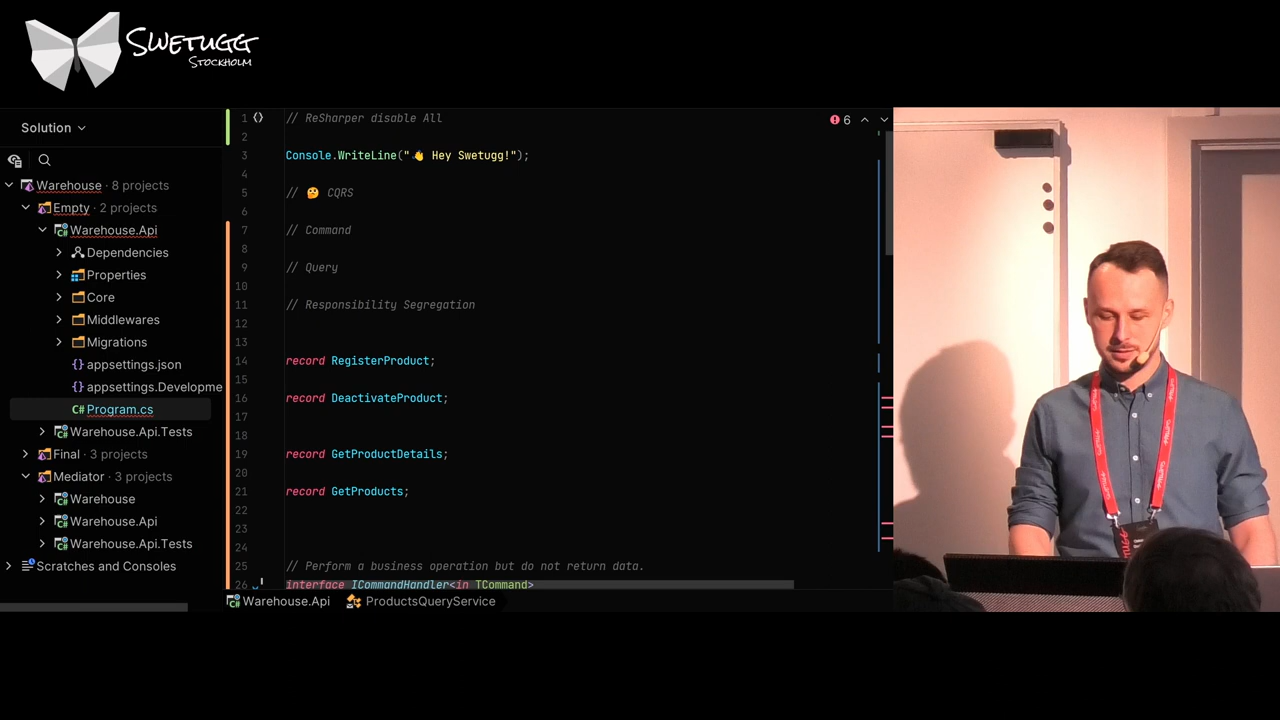 SWETUGG
STOCKHOLM
Solution
Warehouse · 8 projects
Empty · 2 projects
Warehouse.Api
Dependencies
Properties
Core
Middlewares
Migrations
{} appsettings.json
{} appsettings.Developme
C# Program.cs
Warehouse.Api.Tests
Final · 3 projects
Mediator · 3 projects
Warehouse
Warehouse.Api
Warehouse.Api.Tests
Scratches and Consoles
6
1 // ReSharper disable All
2
3 Console.WriteLine("👋 Hey Swetugg!");
4
5 // 🤔 CQRS
6
7 // Command
8
9 // Query
10
11 // Responsibility Segregation
12
13
14 record RegisterProduct;
15
16 record DeactivateProduct;
17
18
19 record GetProductDetails;
20
21 record GetProducts;
22
23
24
25 // Perform a business operation but do not return data.
26 interface ICommandHandler<in TCommand>
Warehouse.Api ProductsQueryService